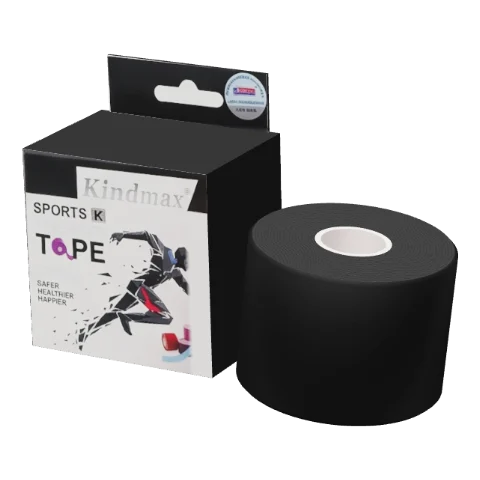 Kindmax®
SPORTS K
TAPE
SAFER
HEALTHIER
HAPPIER